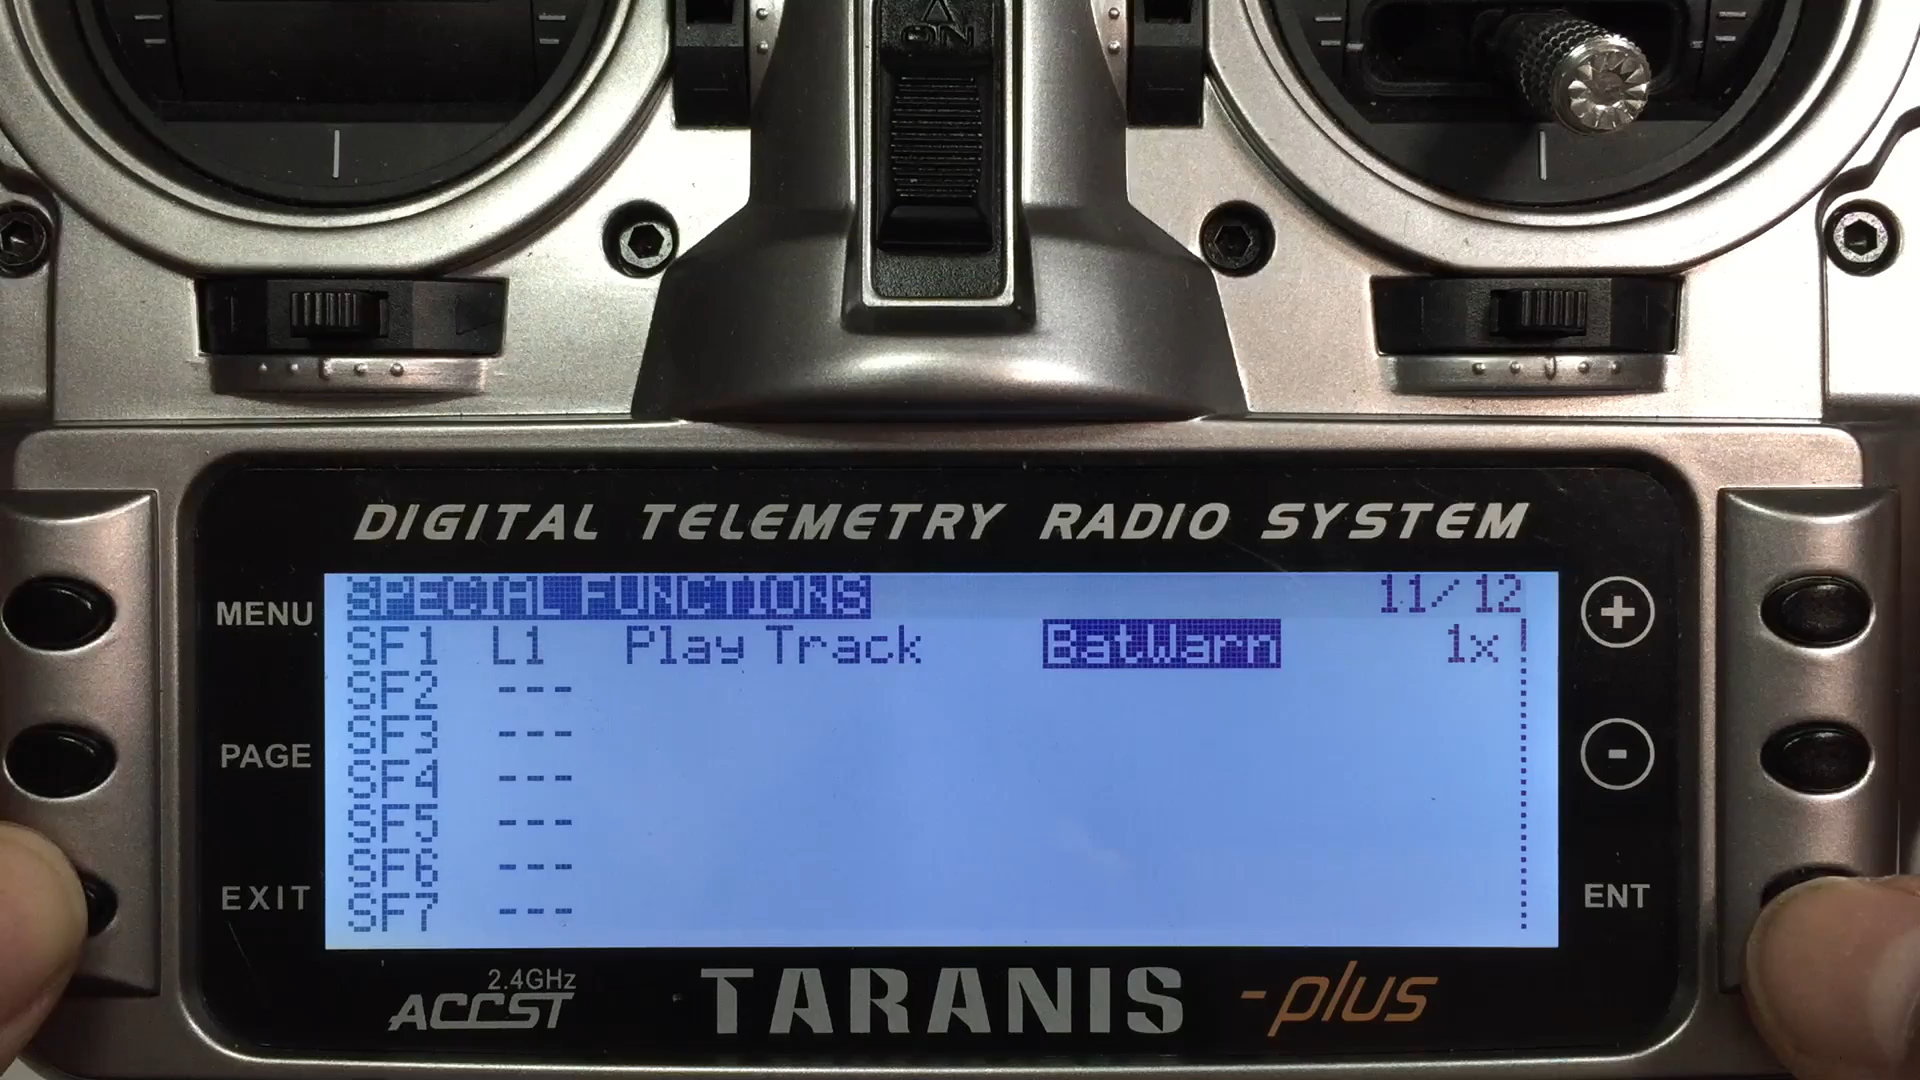 ON
DIGITAL TELEMETRY RADIO SYSTEM
MENU
PAGE
EXIT
SPECIAL FUNCTIONS 11/12
SF1 L1 Play Track BatWarn 1x
SF2 ---
SF3 ---
SF4 ---
SF5 ---
SF6 ---
SF7 ---
+
-
ENT
2.4GHz
ACCST
TARANIS -plus